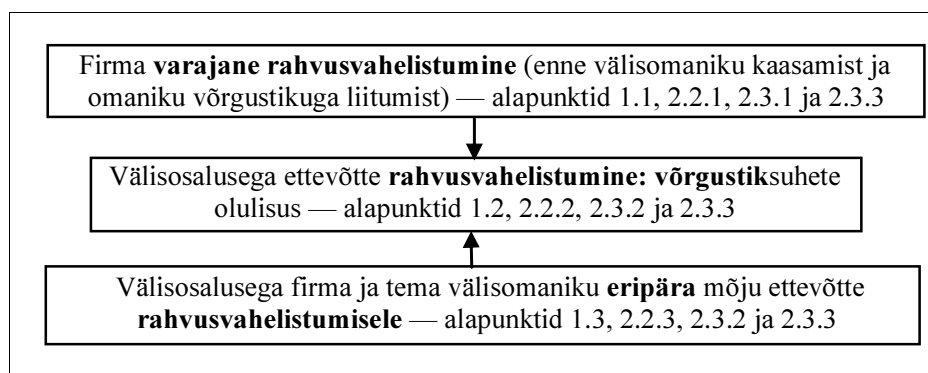 Firma varajane rahvusvahelistumine (enne välisomaniku kaasamist ja
omaniku võrgustikuga liitumist) — alapunktid 1.1, 2.2.1, 2.3.1 ja 2.3.3
Välisosalusega ettevõtte rahvusvahelistumine: võrgustiksuhete
olulisus — alapunktid 1.2, 2.2.2, 2.3.2 ja 2.3.3
Välisosalusega firma ja tema välisomaniku eripära mõju ettevõtte
rahvusvahelistumisele — alapunktid 1.3, 2.2.3, 2.3.2 ja 2.3.3